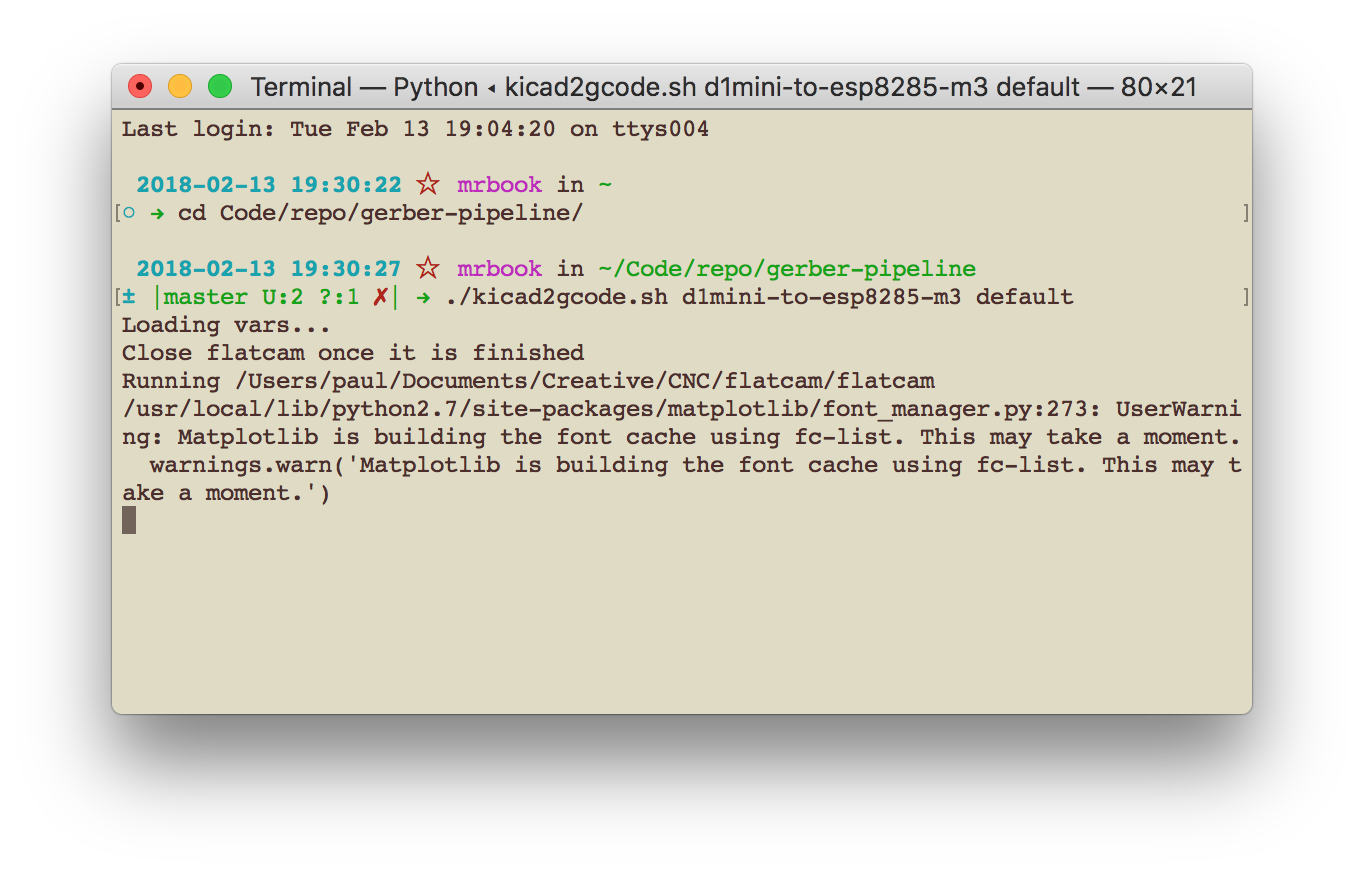 Terminal — Python ◂ kicad2gcode.sh d1mini-to-esp8285-m3 default — 80×21
Last login: Tue Feb 13 19:04:20 on ttys004
2018-02-13 19:30:22 ☆ mrbook in ~
[○ → cd Code/repo/gerber-pipeline/ ]
2018-02-13 19:30:27 ☆ mrbook in ~/Code/repo/gerber-pipeline
[± |master U:2 ?:1 ✗| → ./kicad2gcode.sh d1mini-to-esp8285-m3 default ]
Loading vars...
Close flatcam once it is finished
Running /Users/paul/Documents/Creative/CNC/flatcam/flatcam
/usr/local/lib/python2.7/site-packages/matplotlib/font_manager.py:273: UserWarni
ng: Matplotlib is building the font cache using fc-list. This may take a moment.
  warnings.warn('Matplotlib is building the font cache using fc-list. This may t
ake a moment.')